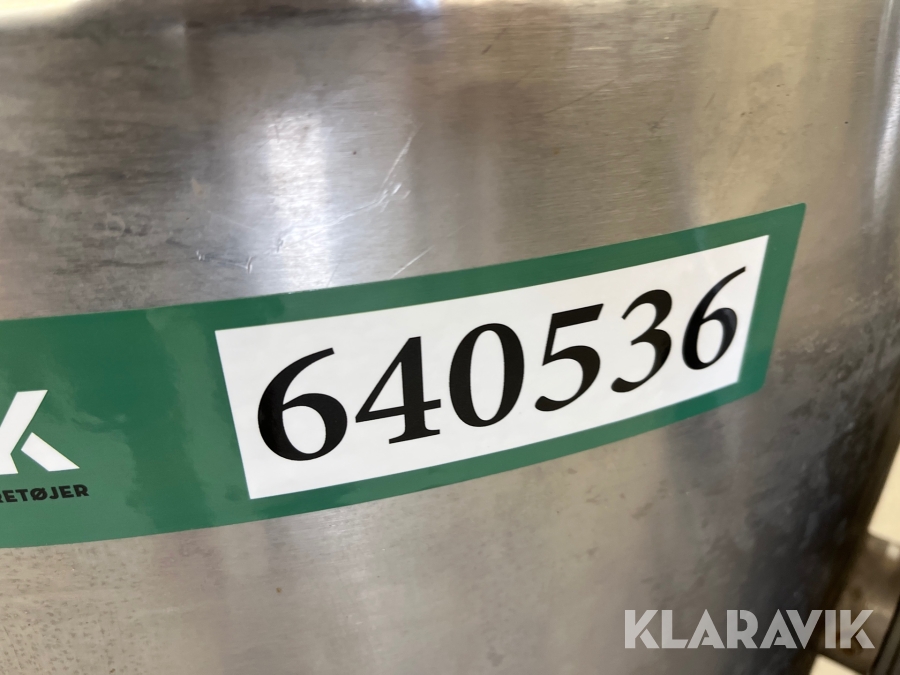 640536
K
RETØJER
KLARAVIK